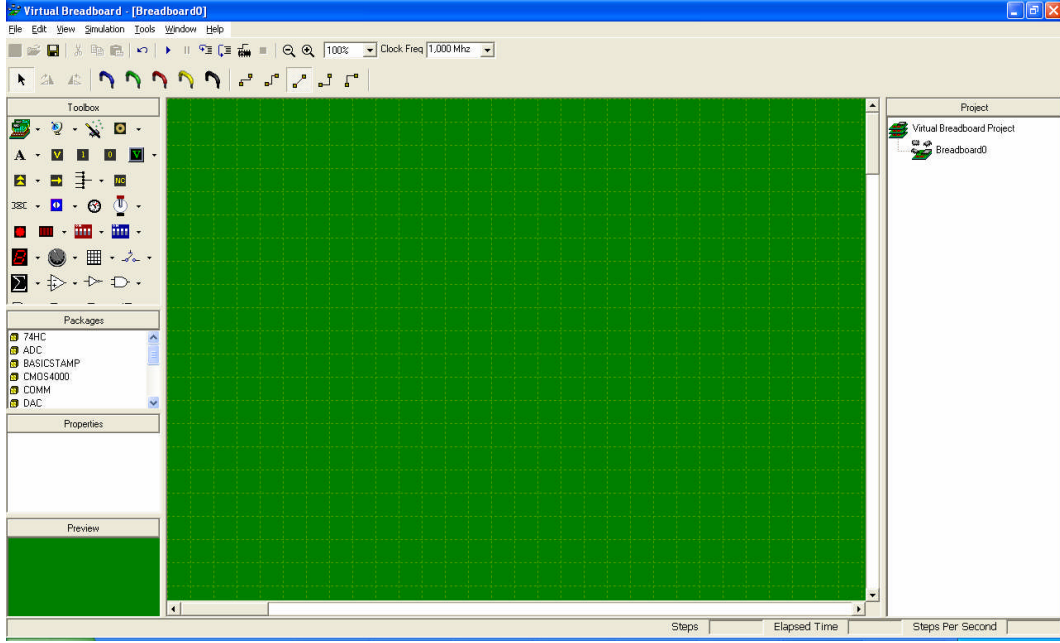 Virtual Breadboard - [Breadboard0]
File Edit View Simulation Tools Window Help
100% Clock Freq 1,000 Mhz
Toolbox
A V 1 0 V
NC
Packages
74HC
ADC
BASICSTAMP
CMOS4000
COMM
DAC
Properties
Preview
Project
Virtual Breadboard Project
Breadboard0
Steps Elapsed Time Steps Per Second